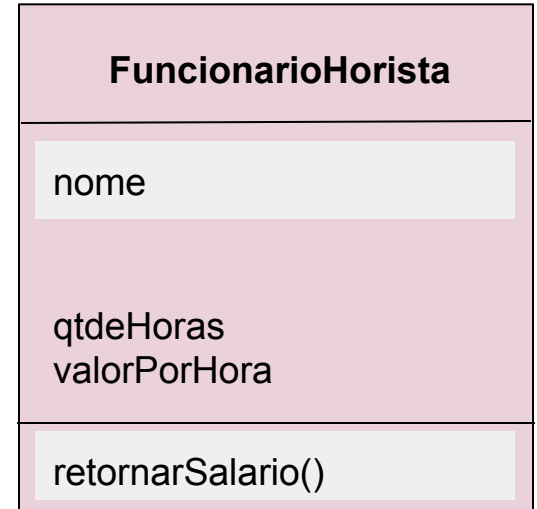 FuncionarioHorista
nome
qtdeHoras
valorPorHora
retornarSalario()